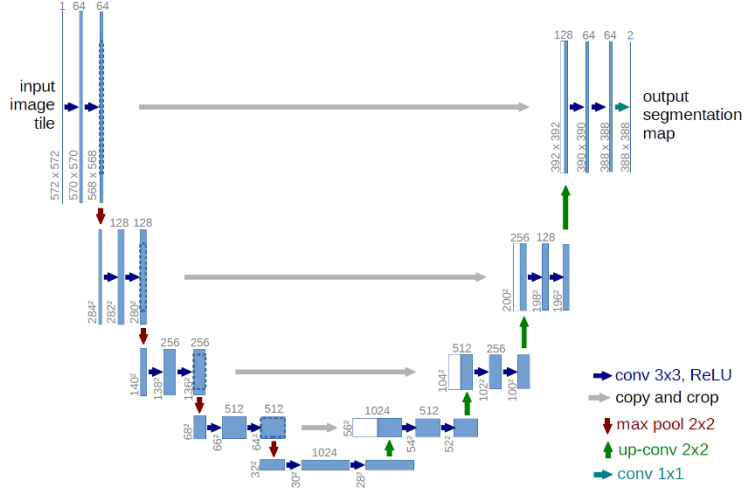 1 64 64
input
image
tile
572 x 572
570 x 570
568 x 568
128 64 64 2
output
segmentation
map
392 x 392
390 x 390
388 x 388
388 x 388
128 128
284²
282²
280²
256 128
200²
198²
196²
256 256
140²
138²
136²
512 256
104²
102²
100²
512 512
68²
66²
64²
1024 512
56²
54²
52²
1024
32²
30²
28²
conv 3x3, ReLU
copy and crop
max pool 2x2
up-conv 2x2
conv 1x1